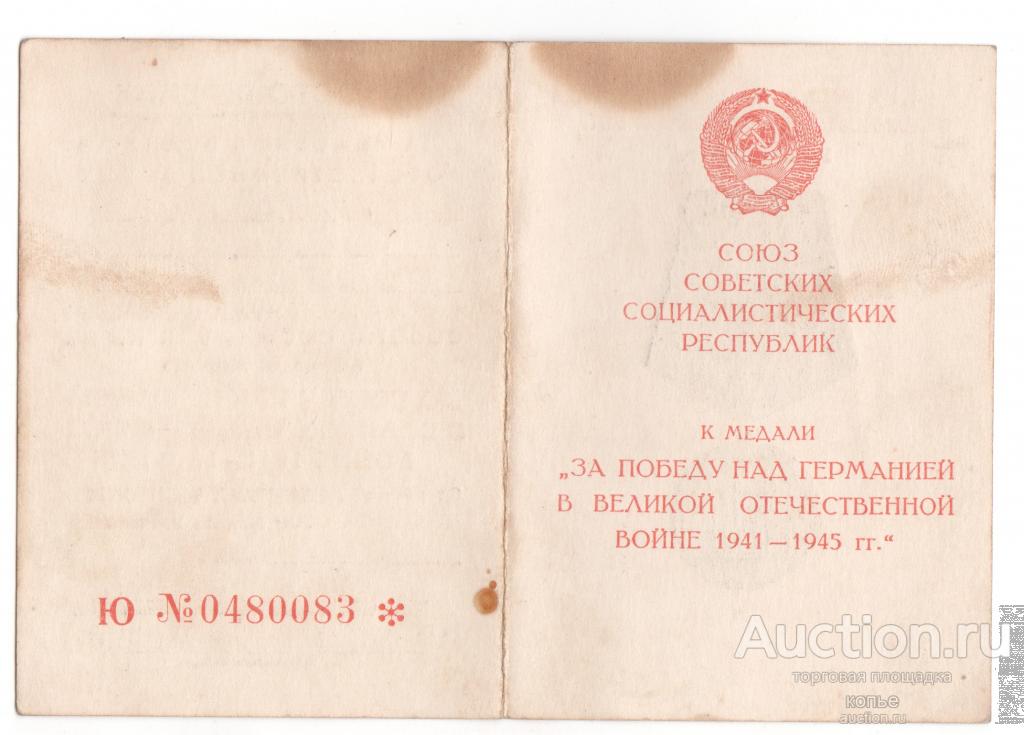 Ю №0480083 *
СОЮЗ
СОВЕТСКИХ
СОЦИАЛИСТИЧЕСКИХ
РЕСПУБЛИК
К МЕДАЛИ
„ЗА ПОБЕДУ НАД ГЕРМАНИЕЙ
В ВЕЛИКОЙ ОТЕЧЕСТВЕННОЙ
ВОЙНЕ 1941—1945 гг.“
Auction.ru
торговая площадка
копье
auction.ru